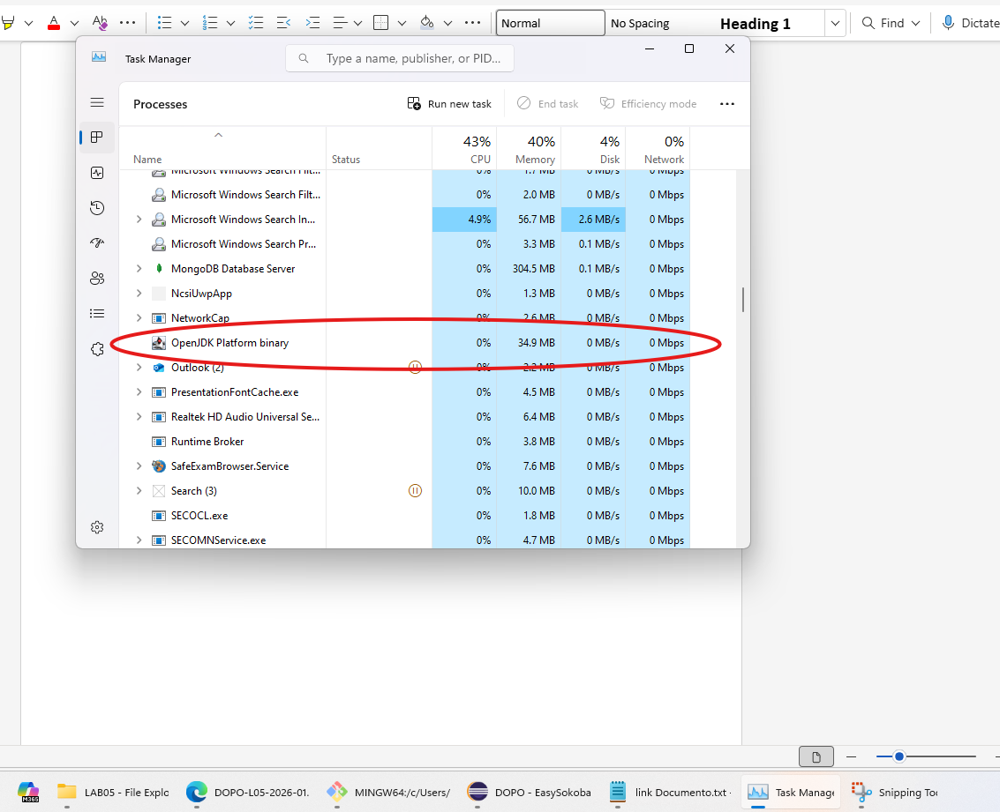 Normal No Spacing Heading 1 Find Dictate
Task Manager Type a name, publisher, or PID...
Processes Run new task End task Efficiency mode
43% 40% 4% 0%
Name Status CPU Memory Disk Network
Microsoft Windows Search Filt... 0% 1.7 MB 0 MB/s 0 Mbps
Microsoft Windows Search Filt... 0% 2.0 MB 0 MB/s 0 Mbps
Microsoft Windows Search In... 4.9% 56.7 MB 2.6 MB/s 0 Mbps
Microsoft Windows Search Pr... 0% 3.3 MB 0.1 MB/s 0 Mbps
MongoDB Database Server 0% 304.5 MB 0.1 MB/s 0 Mbps
NcsiUwpApp 0% 1.3 MB 0 MB/s 0 Mbps
NetworkCap 0% 2.6 MB 0 MB/s 0 Mbps
OpenJDK Platform binary 0% 34.9 MB 0 MB/s 0 Mbps
Outlook (2) 0% 2.2 MB 0 MB/s 0 Mbps
PresentationFontCache.exe 0% 4.5 MB 0 MB/s 0 Mbps
Realtek HD Audio Universal Se... 0% 6.4 MB 0 MB/s 0 Mbps
Runtime Broker 0% 3.8 MB 0 MB/s 0 Mbps
SafeExamBrowser.Service 0% 7.6 MB 0 MB/s 0 Mbps
Search (3) 0% 10.0 MB 0 MB/s 0 Mbps
SECOCL.exe 0% 1.8 MB 0 MB/s 0 Mbps
SECOMNService.exe 0% 4.7 MB 0 MB/s 0 Mbps
M365 LAB05 - File Explo DOPO-L05-2026-01. MINGW64:/c/Users/ DOPO - EasySokoba link Documento.txt - Task Manage Snipping Too